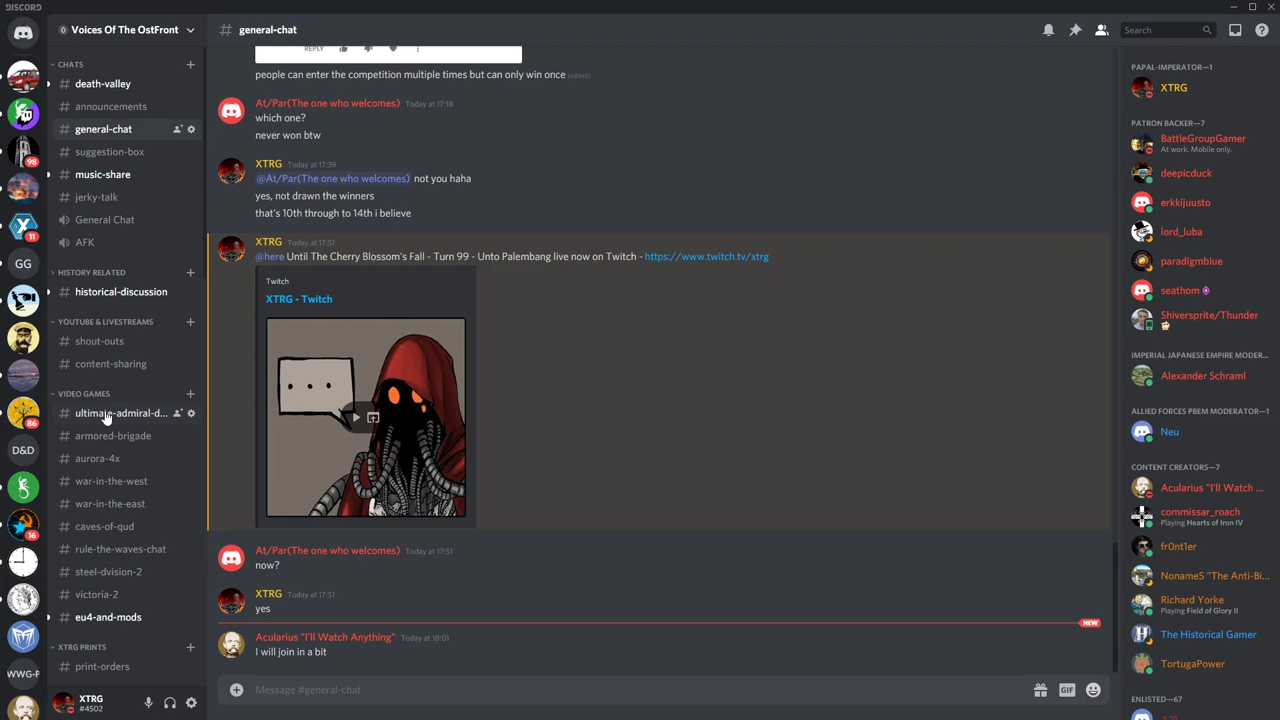 DISCORD
Voices Of The OstFront
CHATS
death-valley
announcements
general-chat
suggestion-box
98
music-share
jerky-talk
General Chat
11
AFK
GG
HISTORY RELATED
historical-discussion
YOUTUBE & LIVESTREAMS
shout-outs
content-sharing
VIDEO GAMES
ultimate-admiral-d...
86
armored-brigade
D&D
aurora-4x
war-in-the-west
war-in-the-east
caves-of-qud
16
rule-the-waves-chat
steel-dvision-2
victoria-2
eu4-and-mods
XTRG PRINTS
print-orders
WWG-P
XTRG
#4502
# general-chat
Search
REPLY
people can enter the competition multiple times but can only win once (edited)
At/Par(The one who welcomes) Today at 17:18
which one?
never won btw
XTRG Today at 17:39
@At/Par(The one who welcomes) not you haha
yes, not drawn the winners
that's 10th through to 14th i believe
XTRG Today at 17:51
@here Until The Cherry Blossom's Fall - Turn 99 - Unto Palembang live now on Twitch - https://www.twitch.tv/xtrg
Twitch
XTRG - Twitch
...
At/Par(The one who welcomes) Today at 17:51
now?
XTRG Today at 17:51
yes
NEW
Acularius "I'll Watch Anything" Today at 18:01
I will join in a bit
Message #general-chat
GIF
PAPAL-IMPERATOR—1
XTRG
PATRON BACKER—7
BattleGroupGamer
At work. Mobile only.
deepicduck
erkkijuusto
lord_luba
paradigmblue
seathom
Shiversprite/Thunder
IMPERIAL JAPANESE EMPIRE MODER...
Alexander Schraml
ALLIED FORCES PBEM MODERATOR—1
Neu
CONTENT CREATORS—7
Acularius "I'll Watch ...
commissar_roach
Playing Hearts of Iron IV
fr0nt1er
NonameS "The Anti-Bi...
Richard Yorke
Playing Field of Glory II
The Historical Gamer
TortugaPower
ENLISTED—67